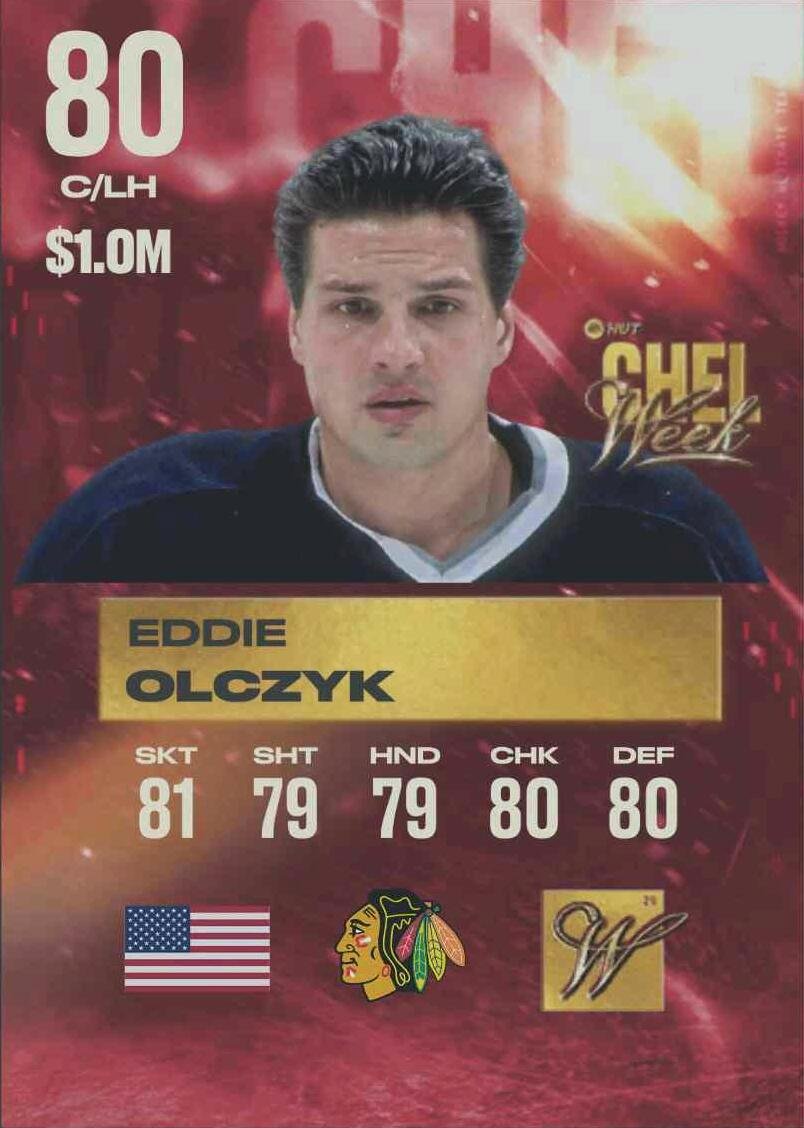 80
C/LH
$1.0M
HUT
CHEL
Week
EDDIE
OLCZYK
SKT SHT HND CHK DEF
81 79 79 80 80
W